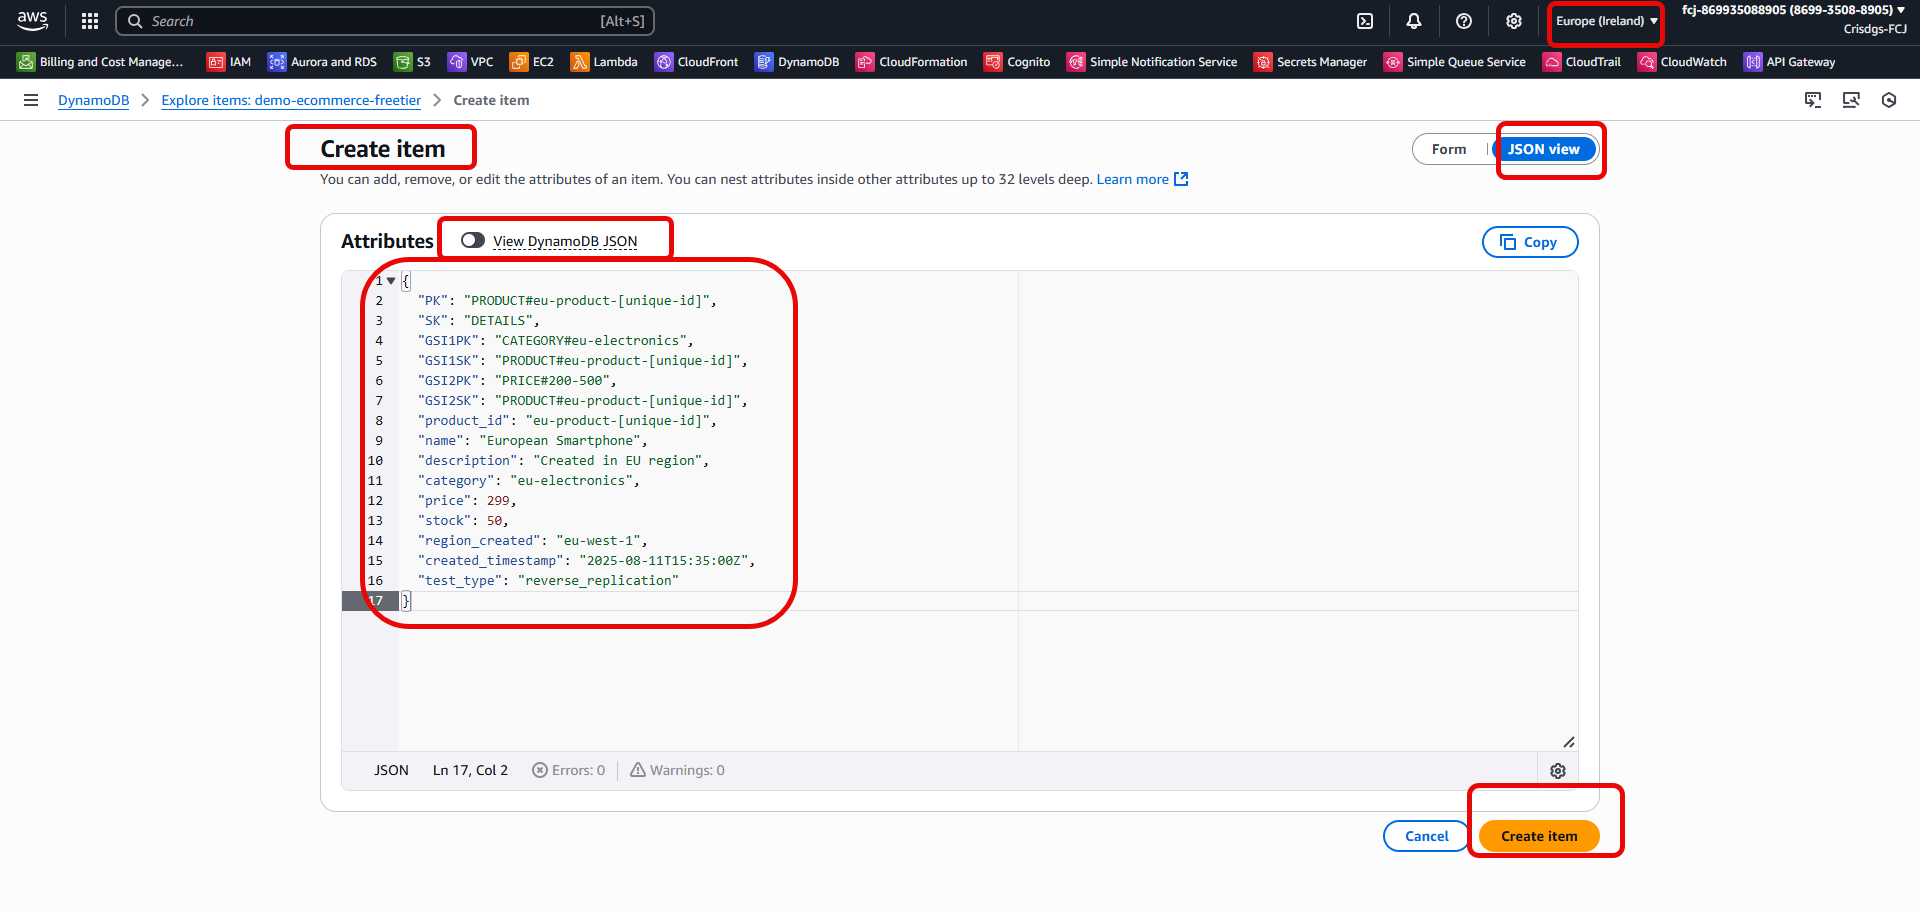 aws Search [Alt+S] Europe (Ireland) fcj-869935088905 (8699-3508-8905)
Crisdgs-FCJ
Billing and Cost Manage... IAM Aurora and RDS S3 VPC EC2 Lambda CloudFront DynamoDB CloudFormation Cognito Simple Notification Service Secrets Manager Simple Queue Service CloudTrail CloudWatch API Gateway
DynamoDB Explore items: demo-ecommerce-freetier Create item
Create item
Form JSON view
You can add, remove, or edit the attributes of an item. You can nest attributes inside other attributes up to 32 levels deep. Learn more
Attributes View DynamoDB JSON Copy
1 {
2 "PK": "PRODUCT#eu-product-[unique-id]",
3 "SK": "DETAILS",
4 "GSI1PK": "CATEGORY#eu-electronics",
5 "GSI1SK": "PRODUCT#eu-product-[unique-id]",
6 "GSI2PK": "PRICE#200-500",
7 "GSI2SK": "PRODUCT#eu-product-[unique-id]",
8 "product_id": "eu-product-[unique-id]",
9 "name": "European Smartphone",
10 "description": "Created in EU region",
11 "category": "eu-electronics",
12 "price": 299,
13 "stock": 50,
14 "region_created": "eu-west-1",
15 "created_timestamp": "2025-08-11T15:35:00Z",
16 "test_type": "reverse_replication"
17 }
JSON Ln 17, Col 2 Errors: 0 Warnings: 0
Cancel Create item